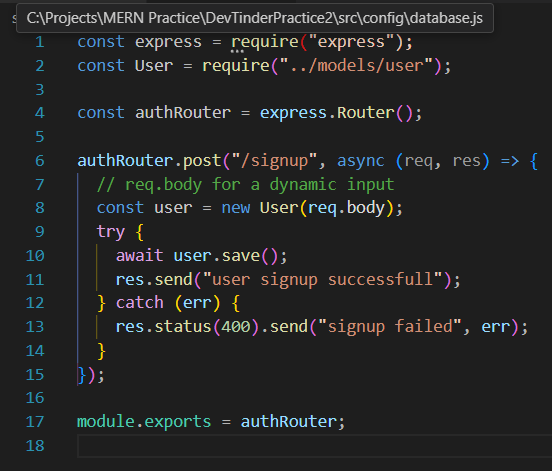 C:\Projects\MERN Practice\DevTinderPractice2\src\config\database.js
1 const express = require("express");
2 const User = require("../models/user");
3
4 const authRouter = express.Router();
5
6 authRouter.post("/signup", async (req, res) => {
7   // req.body for a dynamic input
8   const user = new User(req.body);
9   try {
10     await user.save();
11     res.send("user signup successfull");
12   } catch (err) {
13     res.status(400).send("signup failed", err);
14   }
15 });
16
17 module.exports = authRouter;
18